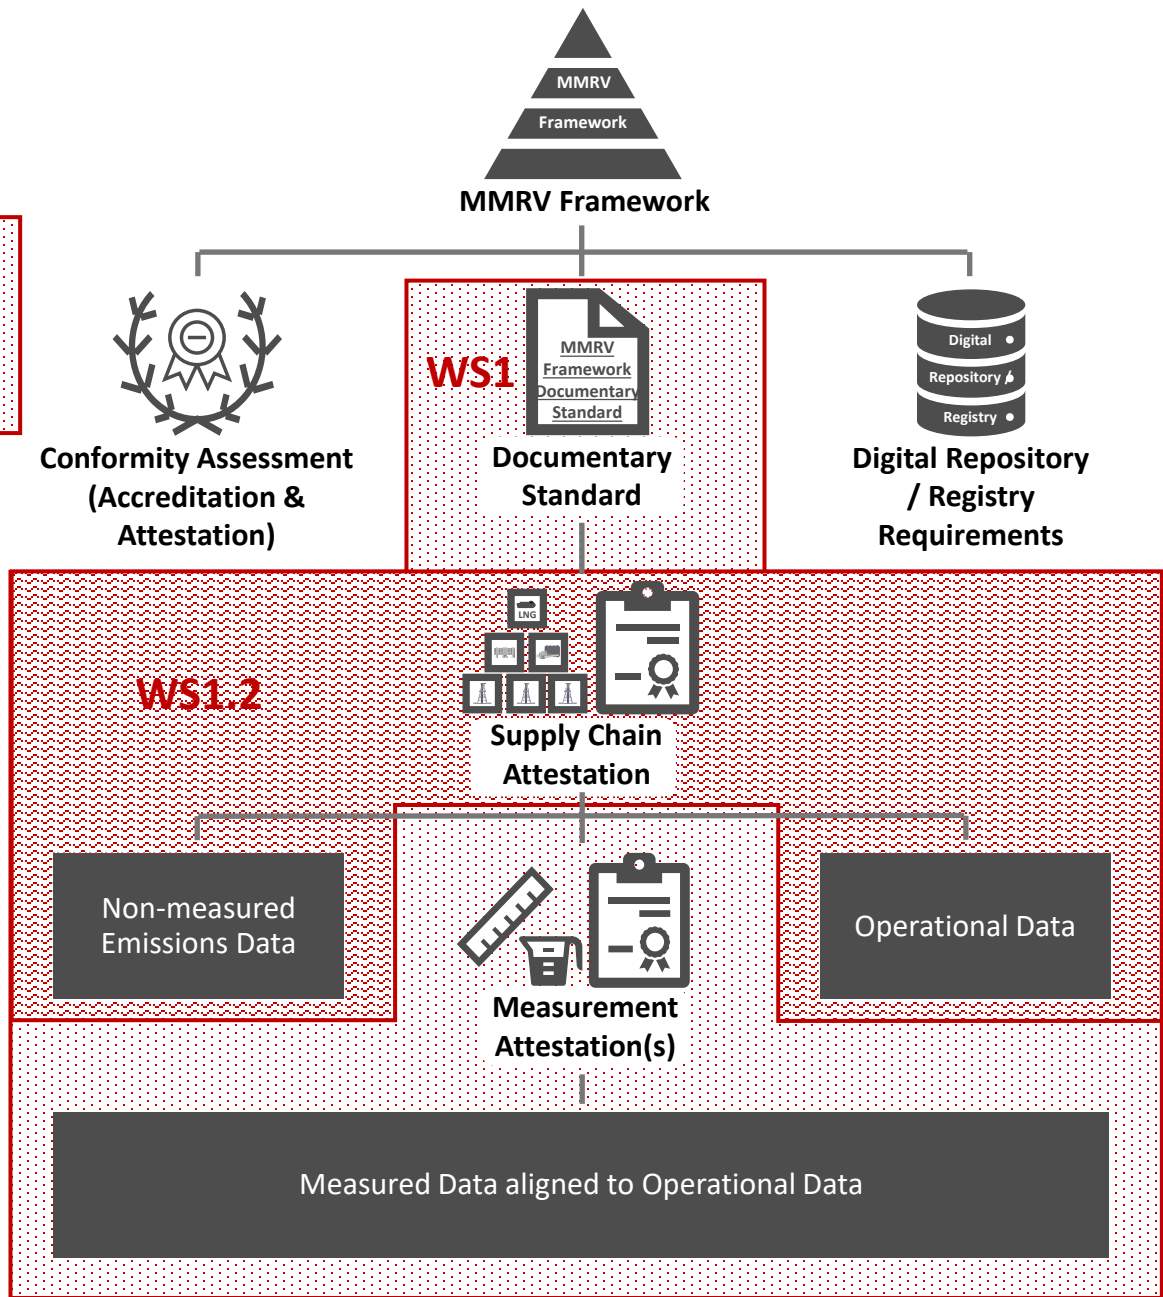 MMRV
Framework
MMRV Framework
WS1
MMRV
Framework
Documentary
Standard
Digital
Repository /
Registry
Conformity Assessment
(Accreditation &
Attestation)
Documentary
Standard
Digital Repository
/ Registry
Requirements
LNG
WS1.2
Supply Chain
Attestation
Non-measured
Emissions Data
Operational Data
Measurement
Attestation(s)
Measured Data aligned to Operational Data